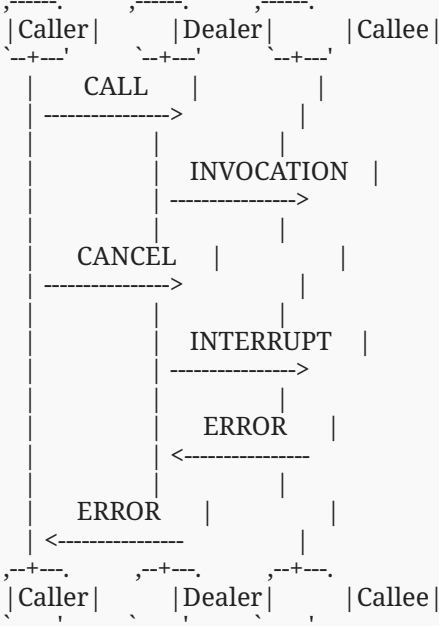 ,------. ,------. ,------.
|Caller| |Dealer| |Callee|
`--+---' `--+---' `--+---'
| CALL | |
| ----------------> |
| | |
| | INVOCATION |
| | ---------------->
| | |
| CANCEL | |
| ----------------> |
| | |
| | INTERRUPT |
| | ---------------->
| | |
| | ERROR |
| | <----------------
| | |
| ERROR | |
| <---------------- |
,--+---. ,--+---. ,--+---.
|Caller| |Dealer| |Callee|
`------' `------' `------'